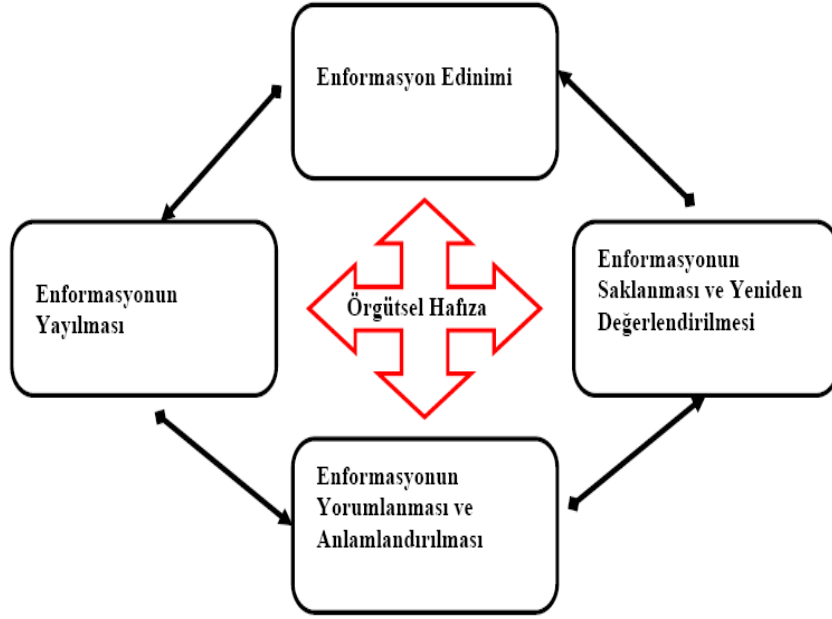 Enformasyon Edinimi
Enformasyonun
Yayılması
Örgütsel Hafıza
Enformasyonun
Saklanması ve Yeniden
Değerlendirilmesi
Enformasyonun
Yorumlanması ve
Anlamlandırılması